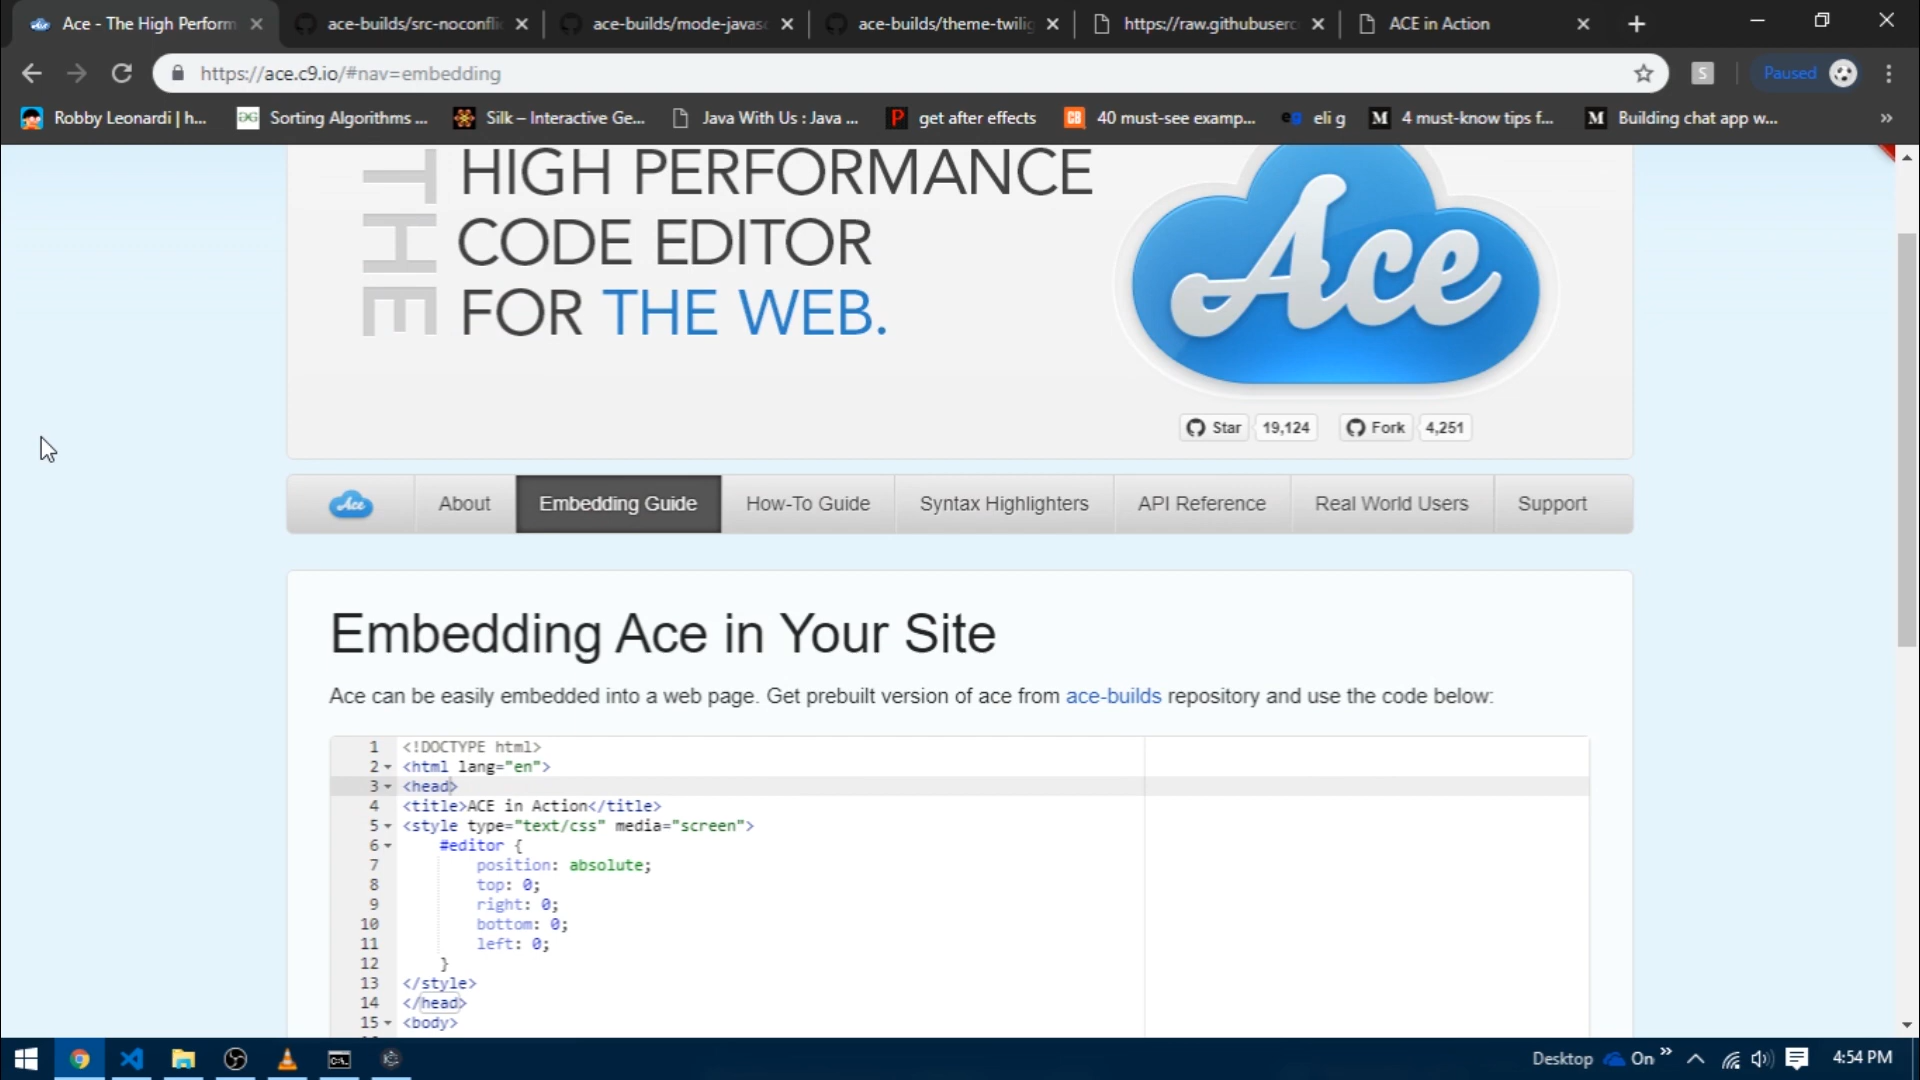 Ace - The High Perform
ace-builds/src-noconfli
ace-builds/mode-javasc
ace-builds/theme-twilig
https://raw.githubuserc
ACE in Action
https://ace.c9.io/#nav=embedding
S
Paused
Robby Leonardi | h...
Sorting Algorithms ...
Silk – Interactive Ge...
Java With Us : Java ...
get after effects
40 must-see examp...
eli g
4 must-know tips f...
Building chat app w...
»
THE
HIGH PERFORMANCE
CODE EDITOR
FOR THE WEB.
Ace
Star
19,124
Fork
4,251
Ace
About
Embedding Guide
How-To Guide
Syntax Highlighters
API Reference
Real World Users
Support
Embedding Ace in Your Site
Ace can be easily embedded into a web page. Get prebuilt version of ace from ace-builds repository and use the code below:
1 <!DOCTYPE html>
2 <html lang="en">
3 <head>
4 <title>ACE in Action</title>
5 <style type="text/css" media="screen">
6 #editor {
7 position: absolute;
8 top: 0;
9 right: 0;
10 bottom: 0;
11 left: 0;
12 }
13 </style>
14 </head>
15 <body>
Desktop
On
»
4:54 PM